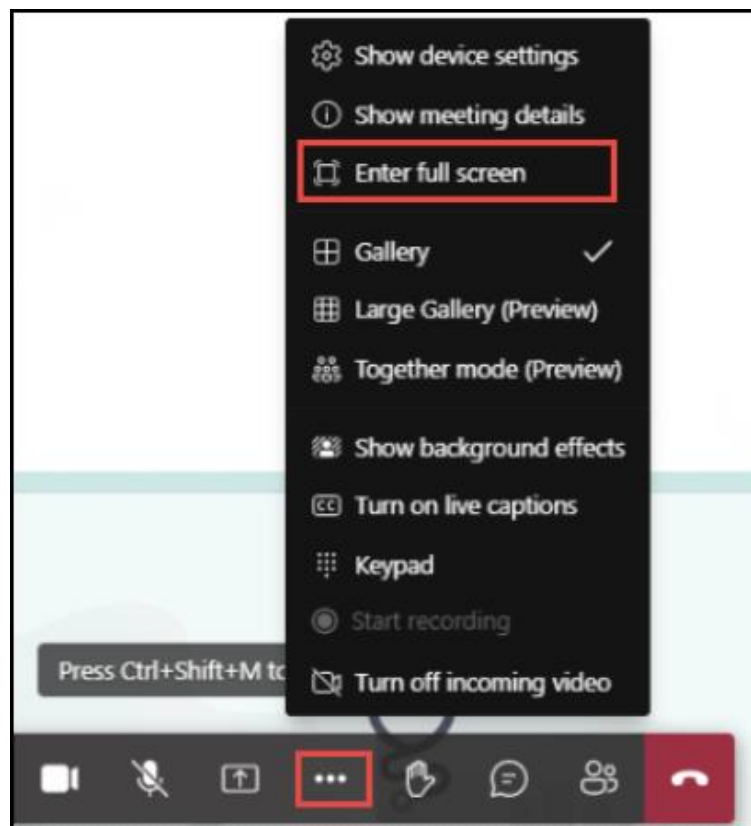 Show device settings
Show meeting details
Enter full screen
Gallery
Large Gallery (Preview)
Together mode (Preview)
Show background effects
CC Turn on live captions
Keypad
Start recording
Press Ctrl+Shift+M to
Turn off incoming video